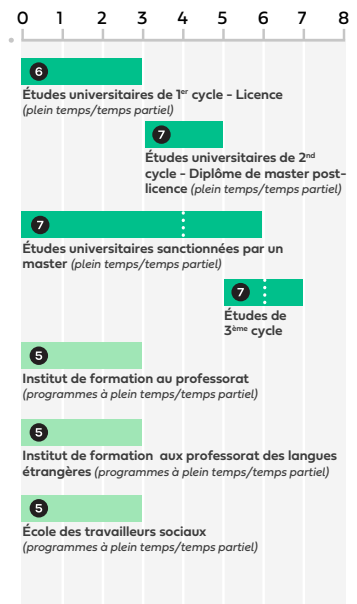 0 1 2 3 4 5 6 7 8
6
Études universitaires de 1er cycle - Licence
(plein temps/temps partiel)
7
Études universitaires de 2nd
cycle - Diplôme de master post-
licence (plein temps/temps partiel)
7
Études universitaires sanctionnées par un
master (plein temps/temps partiel)
7
Études de
3ème cycle
5
Institut de formation au professorat
(programmes à plein temps/temps partiel)
5
Institut de formation aux professorat des langues
étrangères (programmes à plein temps/temps partiel)
5
École des travailleurs sociaux
(programmes à plein temps/temps partiel)